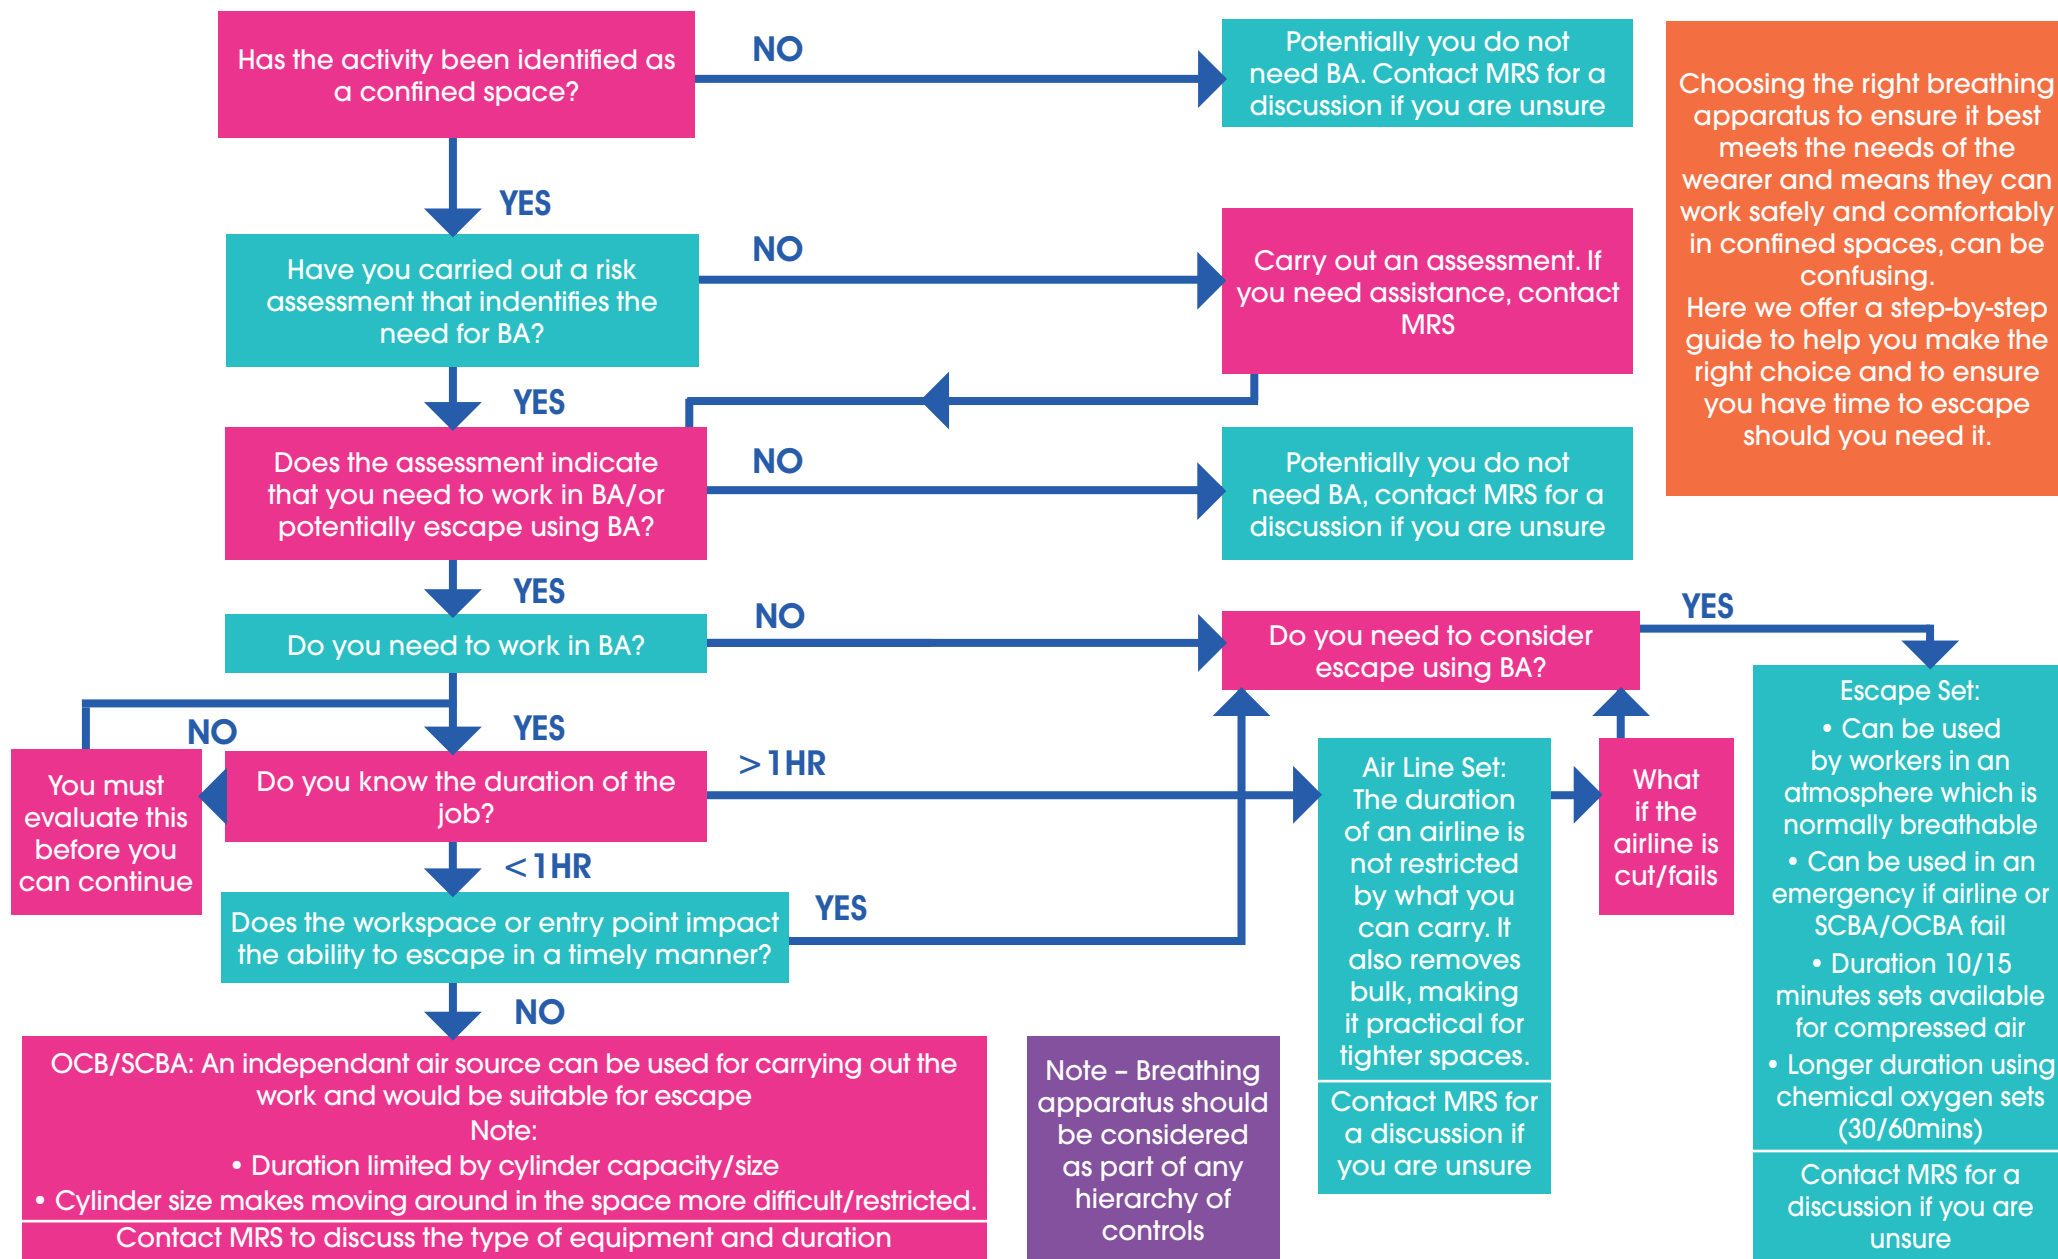 Has the activity been identified as
a confined space?
NO
Potentially you do not
need BA. Contact MRS for a
discussion if you are unsure
Choosing the right breathing
apparatus to ensure it best
meets the needs of the
wearer and means they can
work safely and comfortably
in confined spaces, can be
confusing.
Here we offer a step-by-step
guide to help you make the
right choice and to ensure
you have time to escape
should you need it.
YES
Have you carried out a risk
assessment that indentifies the
need for BA?
NO
Carry out an assessment. If
you need assistance, contact
MRS
YES
Does the assessment indicate
that you need to work in BA/or
potentially escape using BA?
NO
Potentially you do not
need BA, contact MRS for a
discussion if you are unsure
YES
Do you need to work in BA?
NO
Do you need to consider
escape using BA?
YES
Escape Set:
• Can be used
by workers in an
atmosphere which is
normally breathable
• Can be used in an
emergency if airline or
SCBA/OCBA fail
• Duration 10/15
minutes sets available
for compressed air
• Longer duration using
chemical oxygen sets
(30/60mins)
Contact MRS for a
discussion if you are
unsure
YES
NO
You must
evaluate this
before you
can continue
Do you know the duration of the
job?
>1HR
Air Line Set:
The duration
of an airline is
not restricted
by what you
can carry. It
also removes
bulk, making
it practical for
tighter spaces.
Contact MRS for
a discussion if
you are unsure
What
if the
airline is
cut/fails
<1HR
Does the workspace or entry point impact
the ability to escape in a timely manner?
YES
NO
OCB/SCBA: An independant air source can be used for carrying out the
work and would be suitable for escape
Note:
• Duration limited by cylinder capacity/size
• Cylinder size makes moving around in the space more difficult/restricted.
Contact MRS to discuss the type of equipment and duration
Note – Breathing
apparatus should
be considered
as part of any
hierarchy of
controls